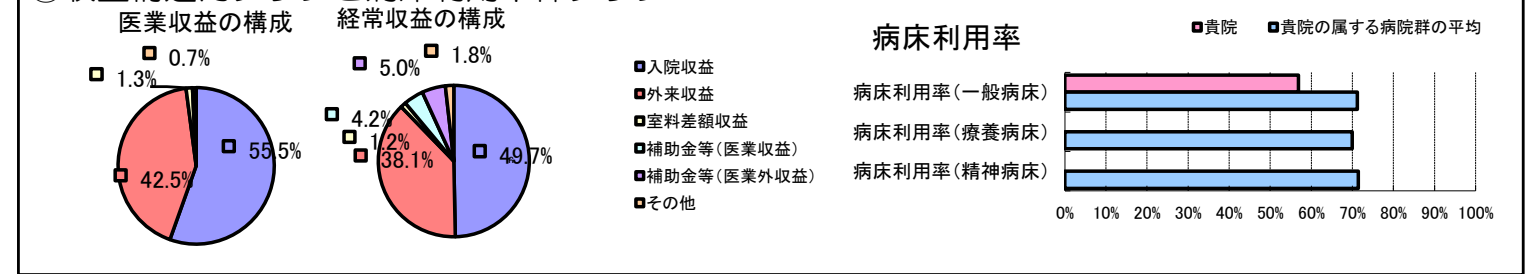 医業収益の構成
経常収益の構成
0.7%
1.3%
55.5%
42.5%
1.8%
5.0%
4.2%
1.2%
38.1%
49.7%
入院収益
外来収益
室料差額収益
補助金等(医業収益)
補助金等(医業外収益)
その他
病床利用率
貴院
貴院の属する病院群の平均
病床利用率(一般病床)
病床利用率(療養病床)
病床利用率(精神病床)
0% 10% 20% 30% 40% 50% 60% 70% 80% 90% 100%